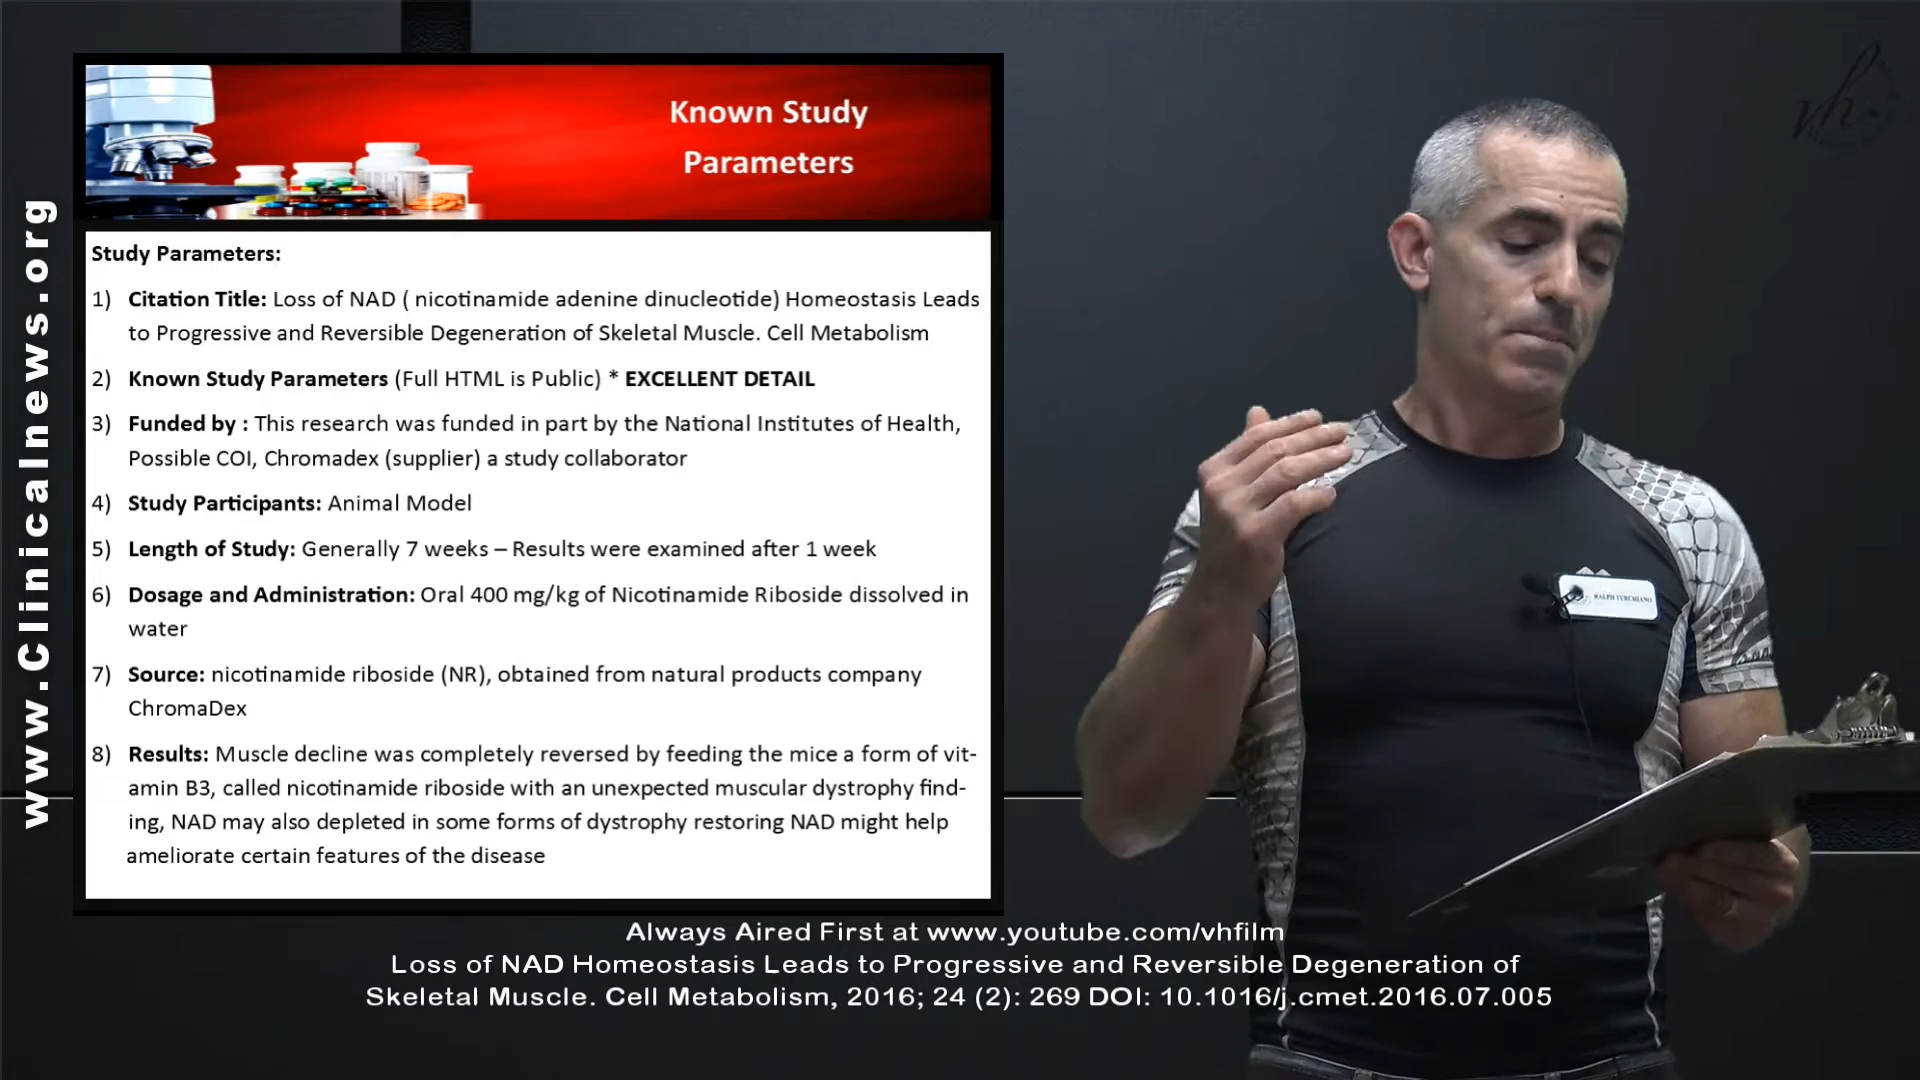 www.Clinicalnews.org
Known Study
Parameters
Study Parameters:
1) Citation Title: Loss of NAD ( nicotinamide adenine dinucleotide) Homeostasis Leads
to Progressive and Reversible Degeneration of Skeletal Muscle. Cell Metabolism
2) Known Study Parameters (Full HTML is Public) * EXCELLENT DETAIL
3) Funded by : This research was funded in part by the National Institutes of Health,
Possible COI, Chromadex (supplier) a study collaborator
4) Study Participants: Animal Model
5) Length of Study: Generally 7 weeks – Results were examined after 1 week
6) Dosage and Administration: Oral 400 mg/kg of Nicotinamide Riboside dissolved in
water
7) Source: nicotinamide riboside (NR), obtained from natural products company
ChromaDex
8) Results: Muscle decline was completely reversed by feeding the mice a form of vit-
amin B3, called nicotinamide riboside with an unexpected muscular dystrophy find-
ing, NAD may also depleted in some forms of dystrophy restoring NAD might help
ameliorate certain features of the disease
vh
RALPH TURCHIANO
Always Aired First at www.youtube.com/vhfilm
Loss of NAD Homeostasis Leads to Progressive and Reversible Degeneration of
Skeletal Muscle. Cell Metabolism, 2016; 24 (2): 269 DOI: 10.1016/j.cmet.2016.07.005